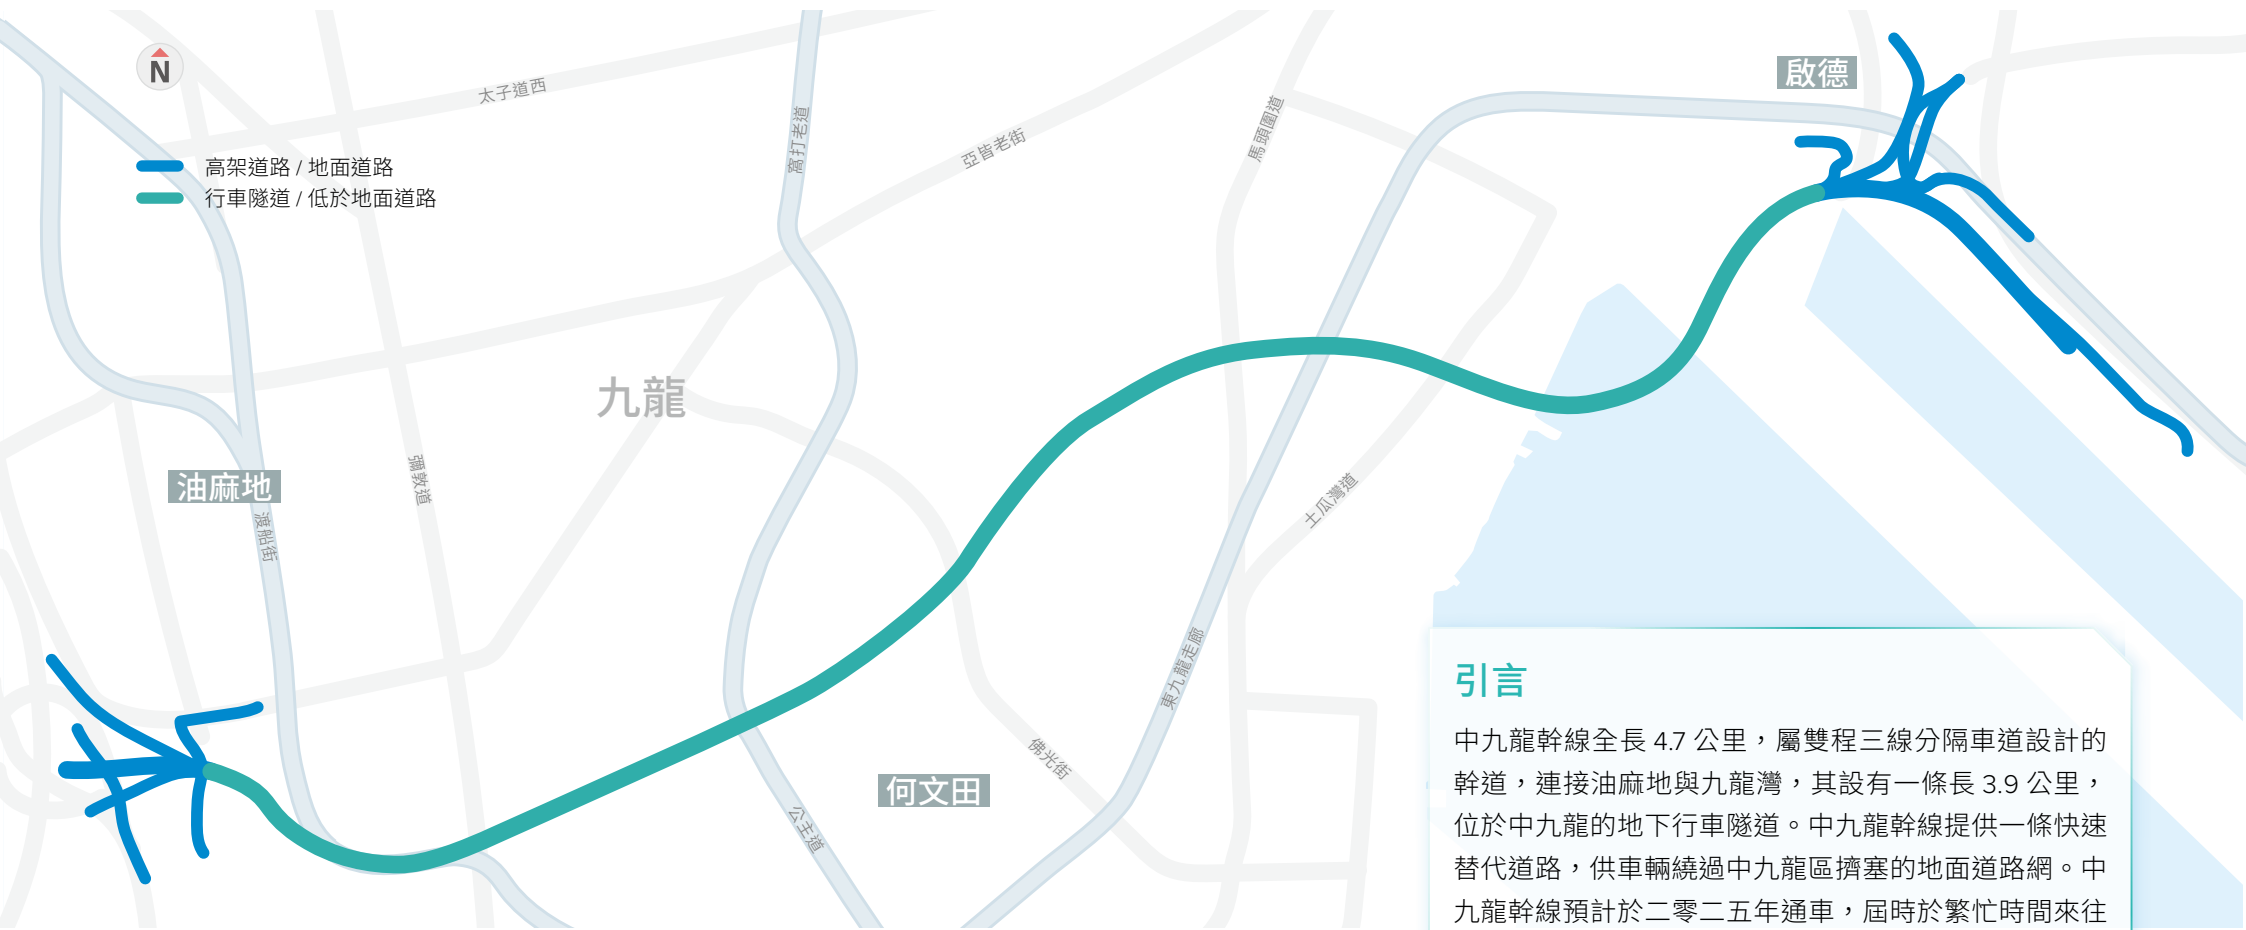 N
啟德
太子道西
窩打老道
亞皆老街
馬頭圍道
高架道路 / 地面道路
行車隧道 / 低於地面道路
九龍
油麻地
彌敦道
渡船街
土瓜灣道
東九龍走廊
佛光街
何文田
公主道
引言
中九龍幹線全長 4.7 公里，屬雙程三線分隔車道設計的
幹道，連接油麻地與九龍灣，其設有一條長 3.9 公里，
位於中九龍的地下行車隧道。中九龍幹線提供一條快速
替代道路，供車輛繞過中九龍區擠塞的地面道路網。中
九龍幹線預計於二零二五年通車，屆時於繁忙時間來往